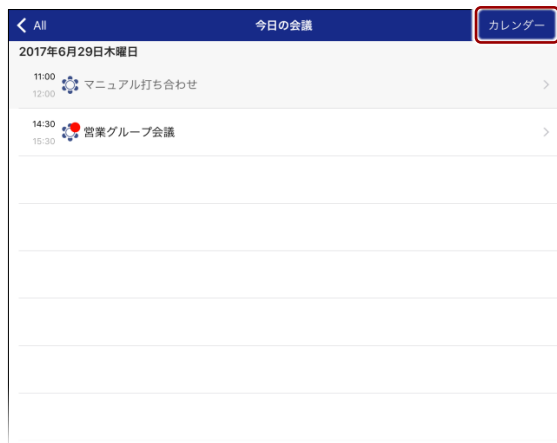 All 今日の会議 カレンダー
2017年6月29日木曜日
11:00
マニュアル打ち合わせ
12:00
14:30
営業グループ会議
15:30